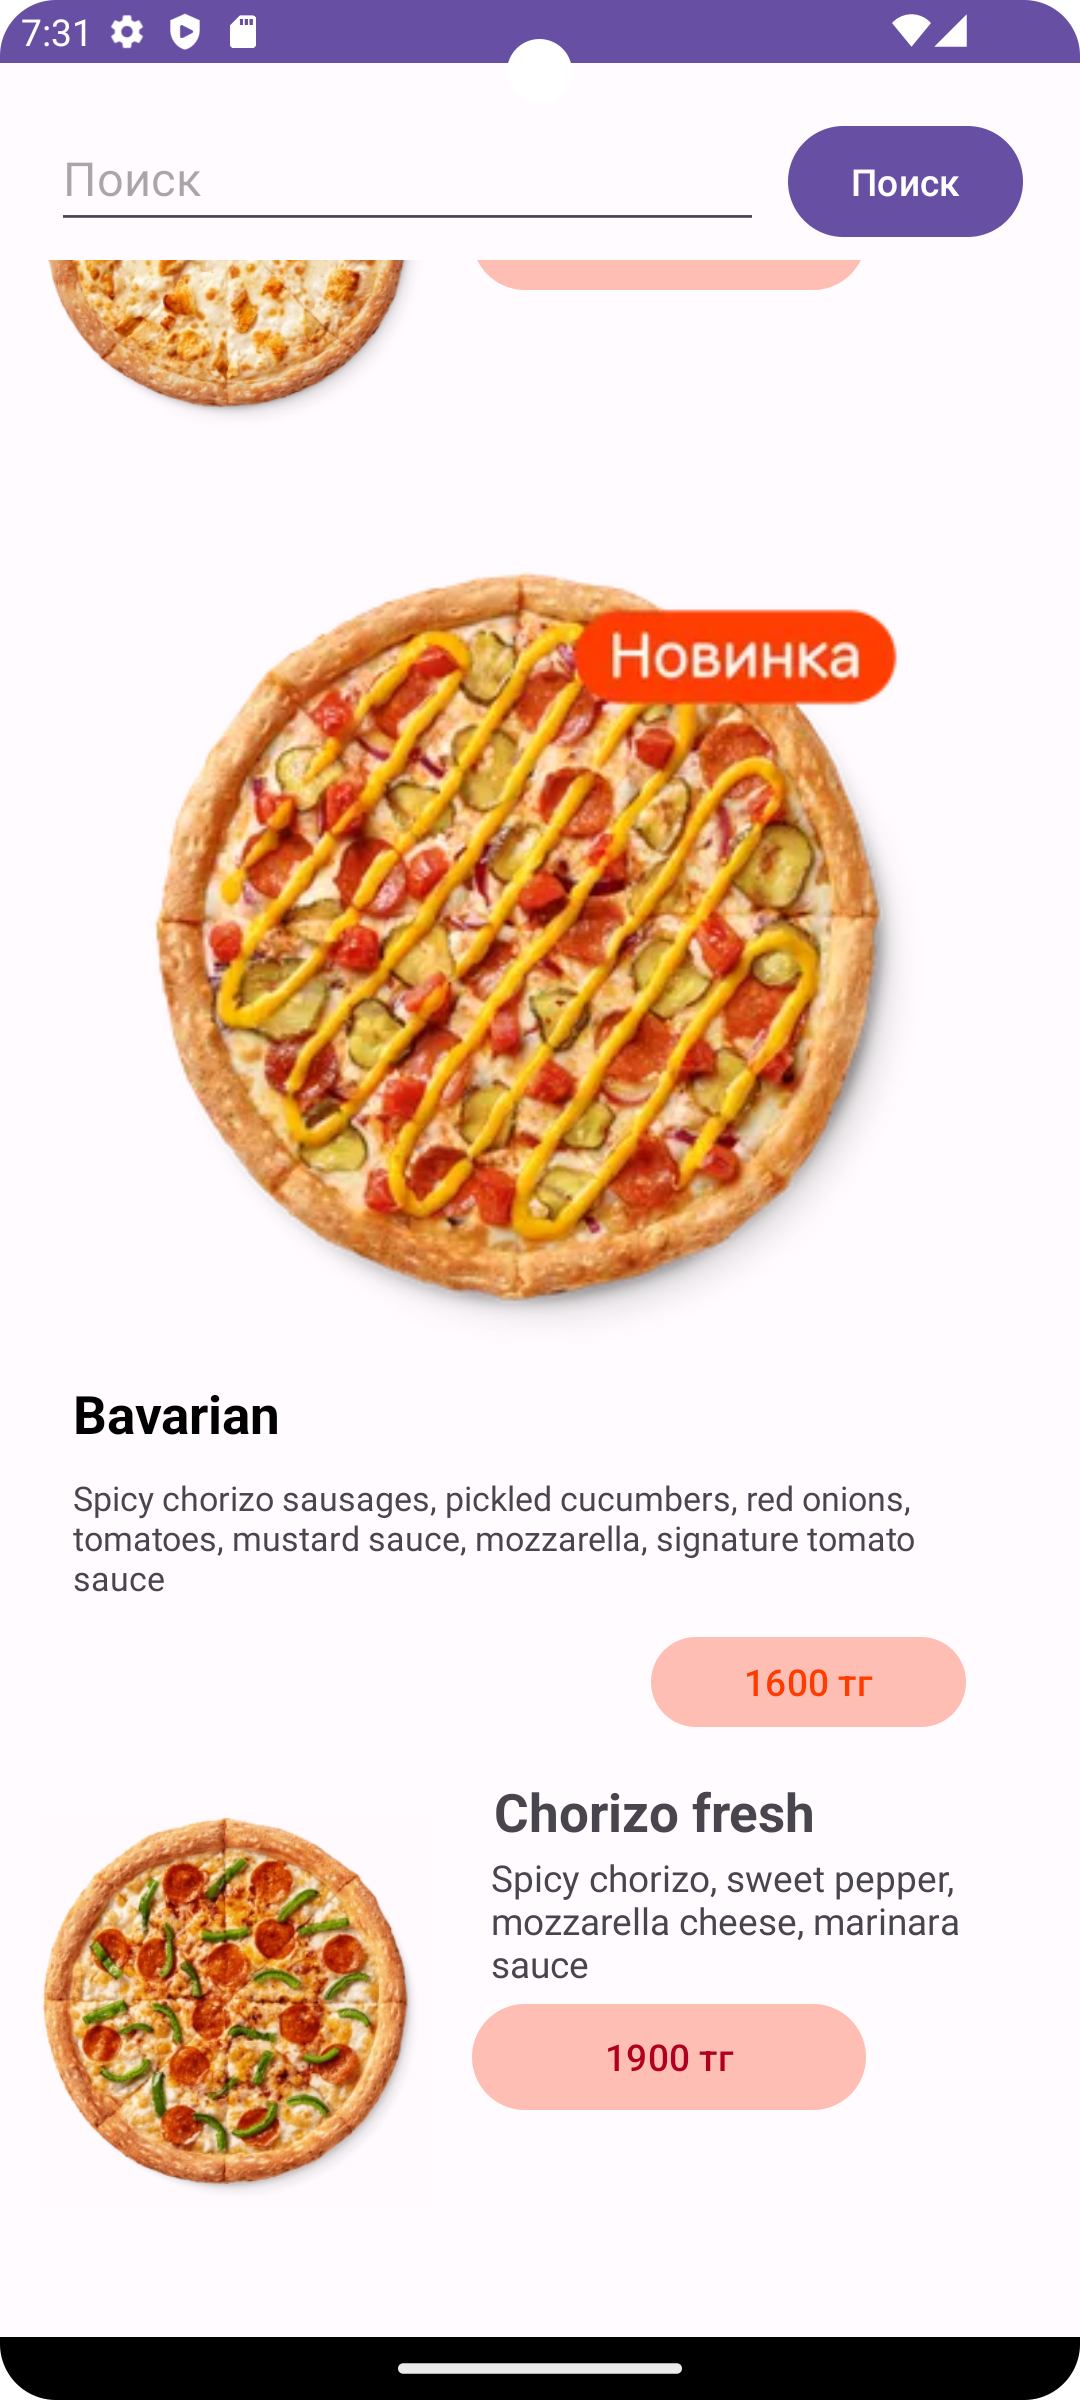 7:31
Поиск
Поиск
Новинка
Bavarian
Spicy chorizo sausages, pickled cucumbers, red onions,
tomatoes, mustard sauce, mozzarella, signature tomato
sauce
1600 тг
Chorizo fresh
Spicy chorizo, sweet pepper,
mozzarella cheese, marinara
sauce
1900 тг